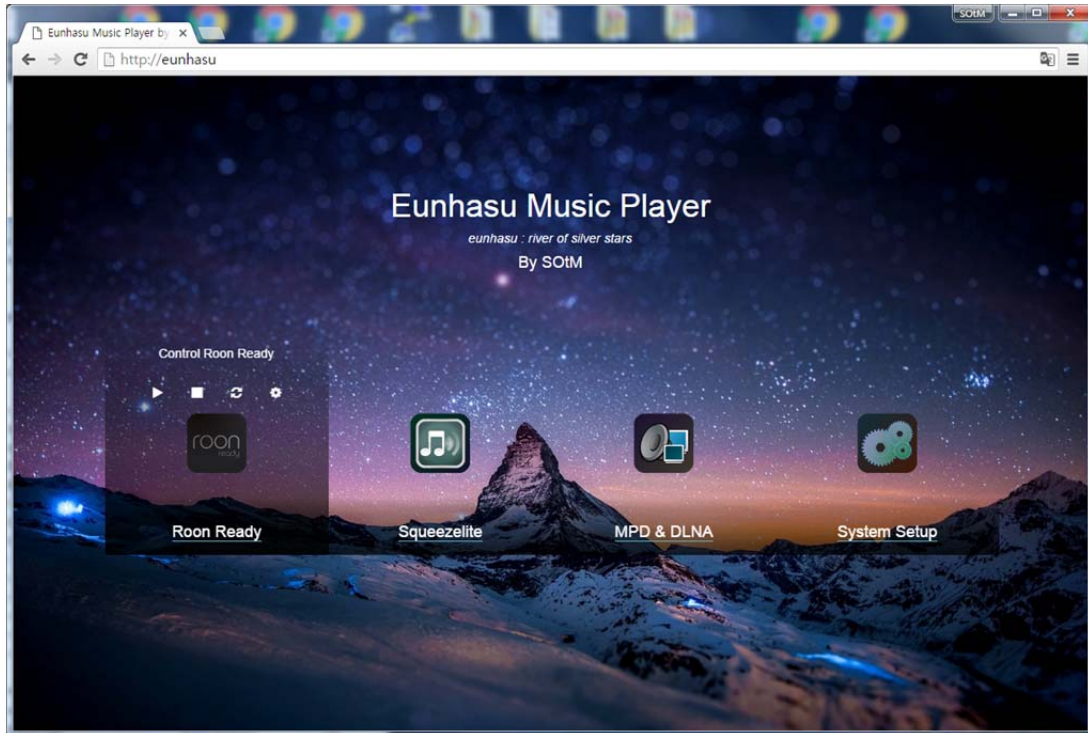 SOtM
Eunhasu Music Player by
http://eunhasu
Eunhasu Music Player
eunhasu : river of silver stars
By SOtM
Control Roon Ready
roon
ready
Roon Ready
Squeezelite
MPD & DLNA
System Setup